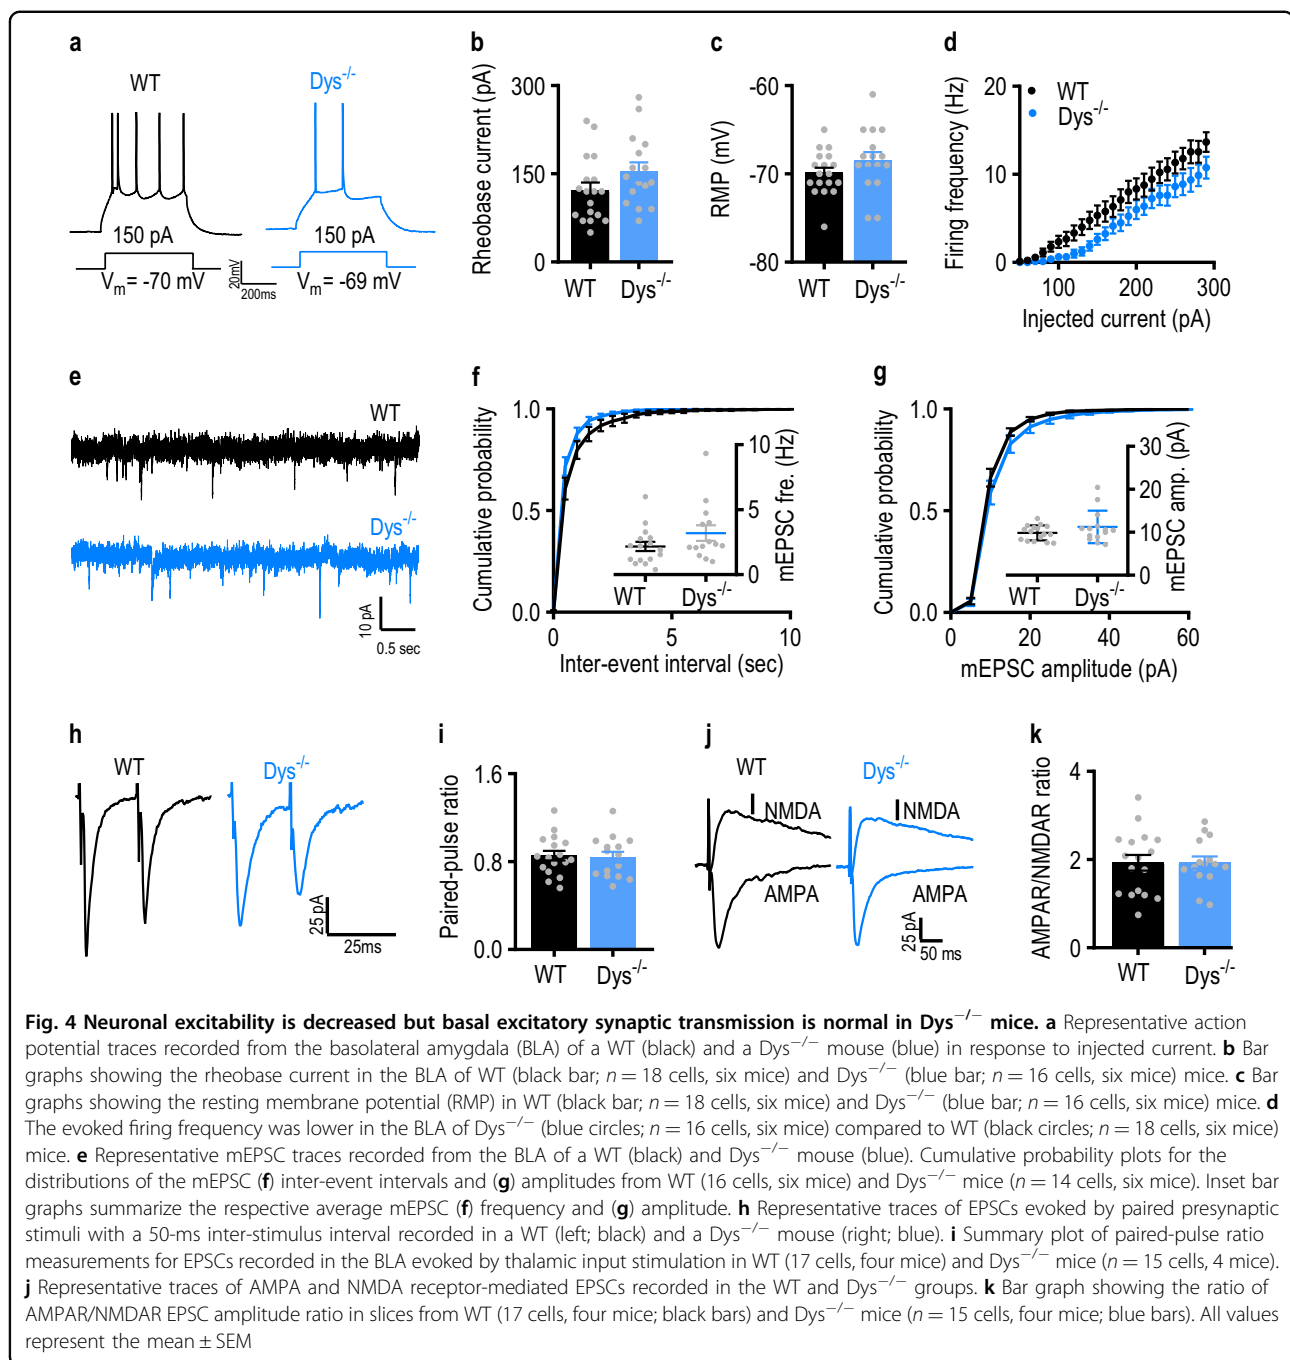 a
WT
Dys-/-
150 pA
150 pA
Vm= -70 mV
20mV
200ms
Vm= -69 mV
b
Rheobase current (pA)
300
150
0
WT
Dys-/-
c
RMP (mV)
-60
-70
-80
WT
Dys-/-
d
Firing frequency (Hz)
20
10
0
WT
Dys-/-
100
200
300
Injected current (pA)
e
WT
Dys-/-
10 pA
0.5 sec
f
Cumulative probability
1.0
0.5
0.0
0
5
10
Inter-event interval (sec)
10
5
0
mEPSC fre. (Hz)
WT
Dys-/-
g
Cumulative probability
1.0
0.5
0.0
0
20
40
60
mEPSC amplitude (pA)
30
20
10
0
mEPSC amp. (pA)
WT
Dys-/-
h
WT
Dys-/-
25 pA
25ms
i
Paired-pulse ratio
1.6
0.8
0.0
WT
Dys-/-
j
WT
Dys-/-
NMDA
NMDA
AMPA
AMPA
25 pA
50 ms
k
AMPAR/NMDAR ratio
4
2
0
WT
Dys-/-
Fig. 4 Neuronal excitability is decreased but basal excitatory synaptic transmission is normal in Dys−/− mice. a Representative action
potential traces recorded from the basolateral amygdala (BLA) of a WT (black) and a Dys−/− mouse (blue) in response to injected current. b Bar
graphs showing the rheobase current in the BLA of WT (black bar; n = 18 cells, six mice) and Dys−/− (blue bar; n = 16 cells, six mice) mice. c Bar
graphs showing the resting membrane potential (RMP) in WT (black bar; n = 18 cells, six mice) and Dys−/− (blue bar; n = 16 cells, six mice) mice. d
The evoked firing frequency was lower in the BLA of Dys−/− (blue circles; n = 16 cells, six mice) compared to WT (black circles; n = 18 cells, six mice)
mice. e Representative mEPSC traces recorded from the BLA of a WT (black) and Dys−/− mouse (blue). Cumulative probability plots for the
distributions of the mEPSC (f) inter-event intervals and (g) amplitudes from WT (16 cells, six mice) and Dys−/− mice (n = 14 cells, six mice). Inset bar
graphs summarize the respective average mEPSC (f) frequency and (g) amplitude. h Representative traces of EPSCs evoked by paired presynaptic
stimuli with a 50-ms inter-stimulus interval recorded in a WT (left; black) and a Dys−/− mouse (right; blue). i Summary plot of paired-pulse ratio
measurements for EPSCs recorded in the BLA evoked by thalamic input stimulation in WT (17 cells, four mice) and Dys−/− mice (n = 15 cells, 4 mice).
j Representative traces of AMPA and NMDA receptor-mediated EPSCs recorded in the WT and Dys−/− groups. k Bar graph showing the ratio of
AMPAR/NMDAR EPSC amplitude ratio in slices from WT (17 cells, four mice; black bars) and Dys−/− mice (n = 15 cells, four mice; blue bars). All values
represent the mean ± SEM